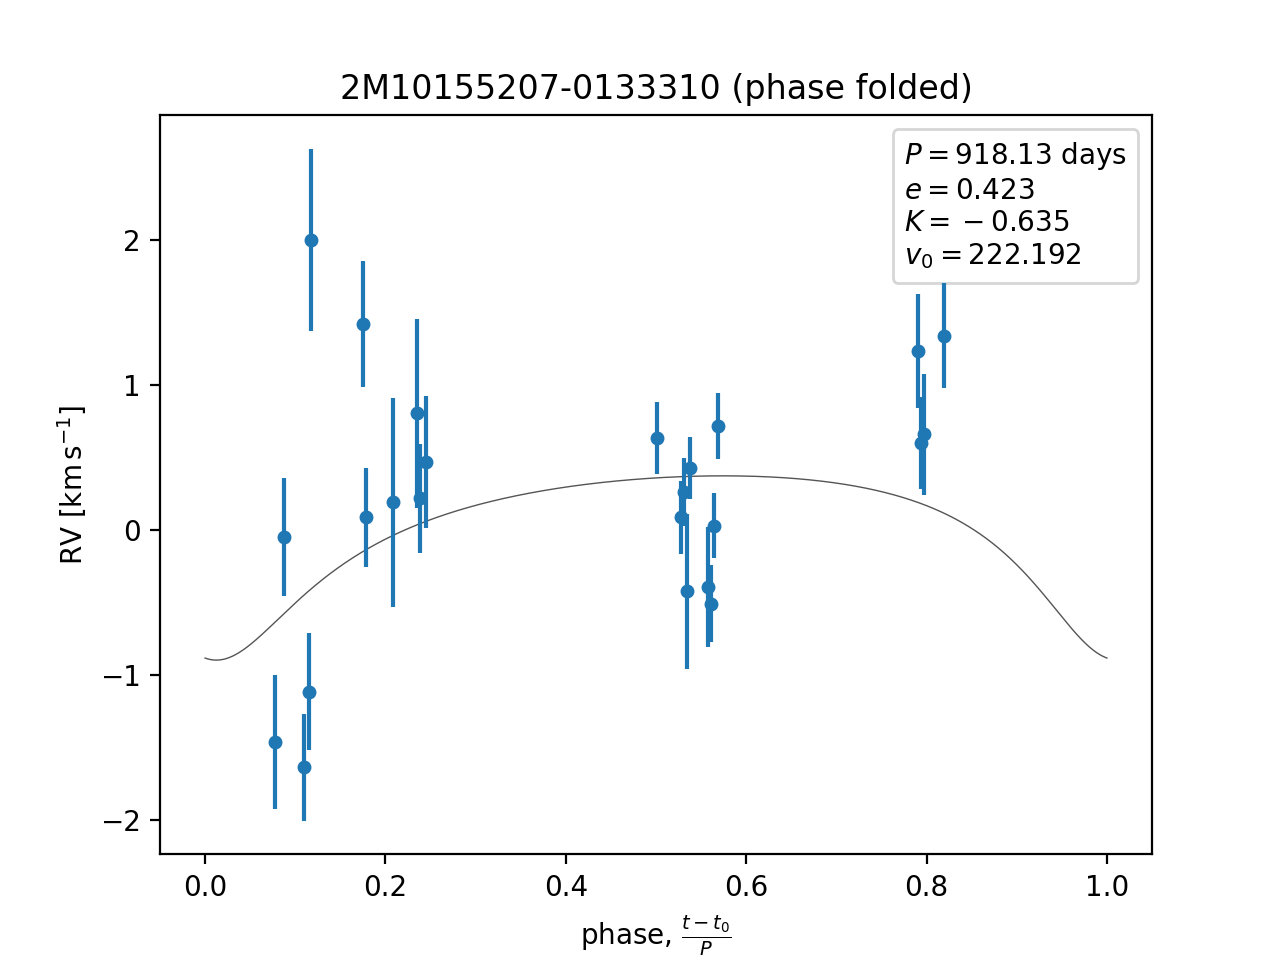 2M10155207-0133310 (phase folded)
P = 918.13 days
e = 0.423
K = −0.635
v₀ = 222.192
RV [km s⁻¹]
2
1
0
−1
−2
0.0 0.2 0.4 0.6 0.8 1.0
phase, (t − t₀)/P